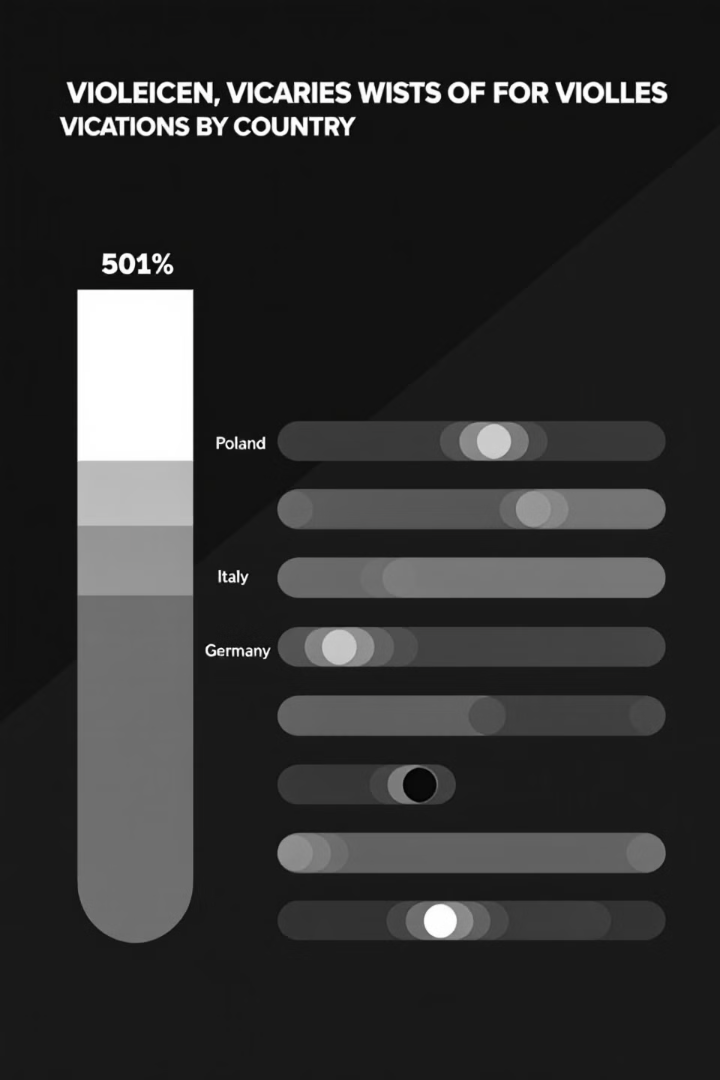 VIOLEICEN, VICARIES WISTS OF FOR VIOLLES
VICATIONS BY COUNTRY
501%
Poland
Italy
Germany